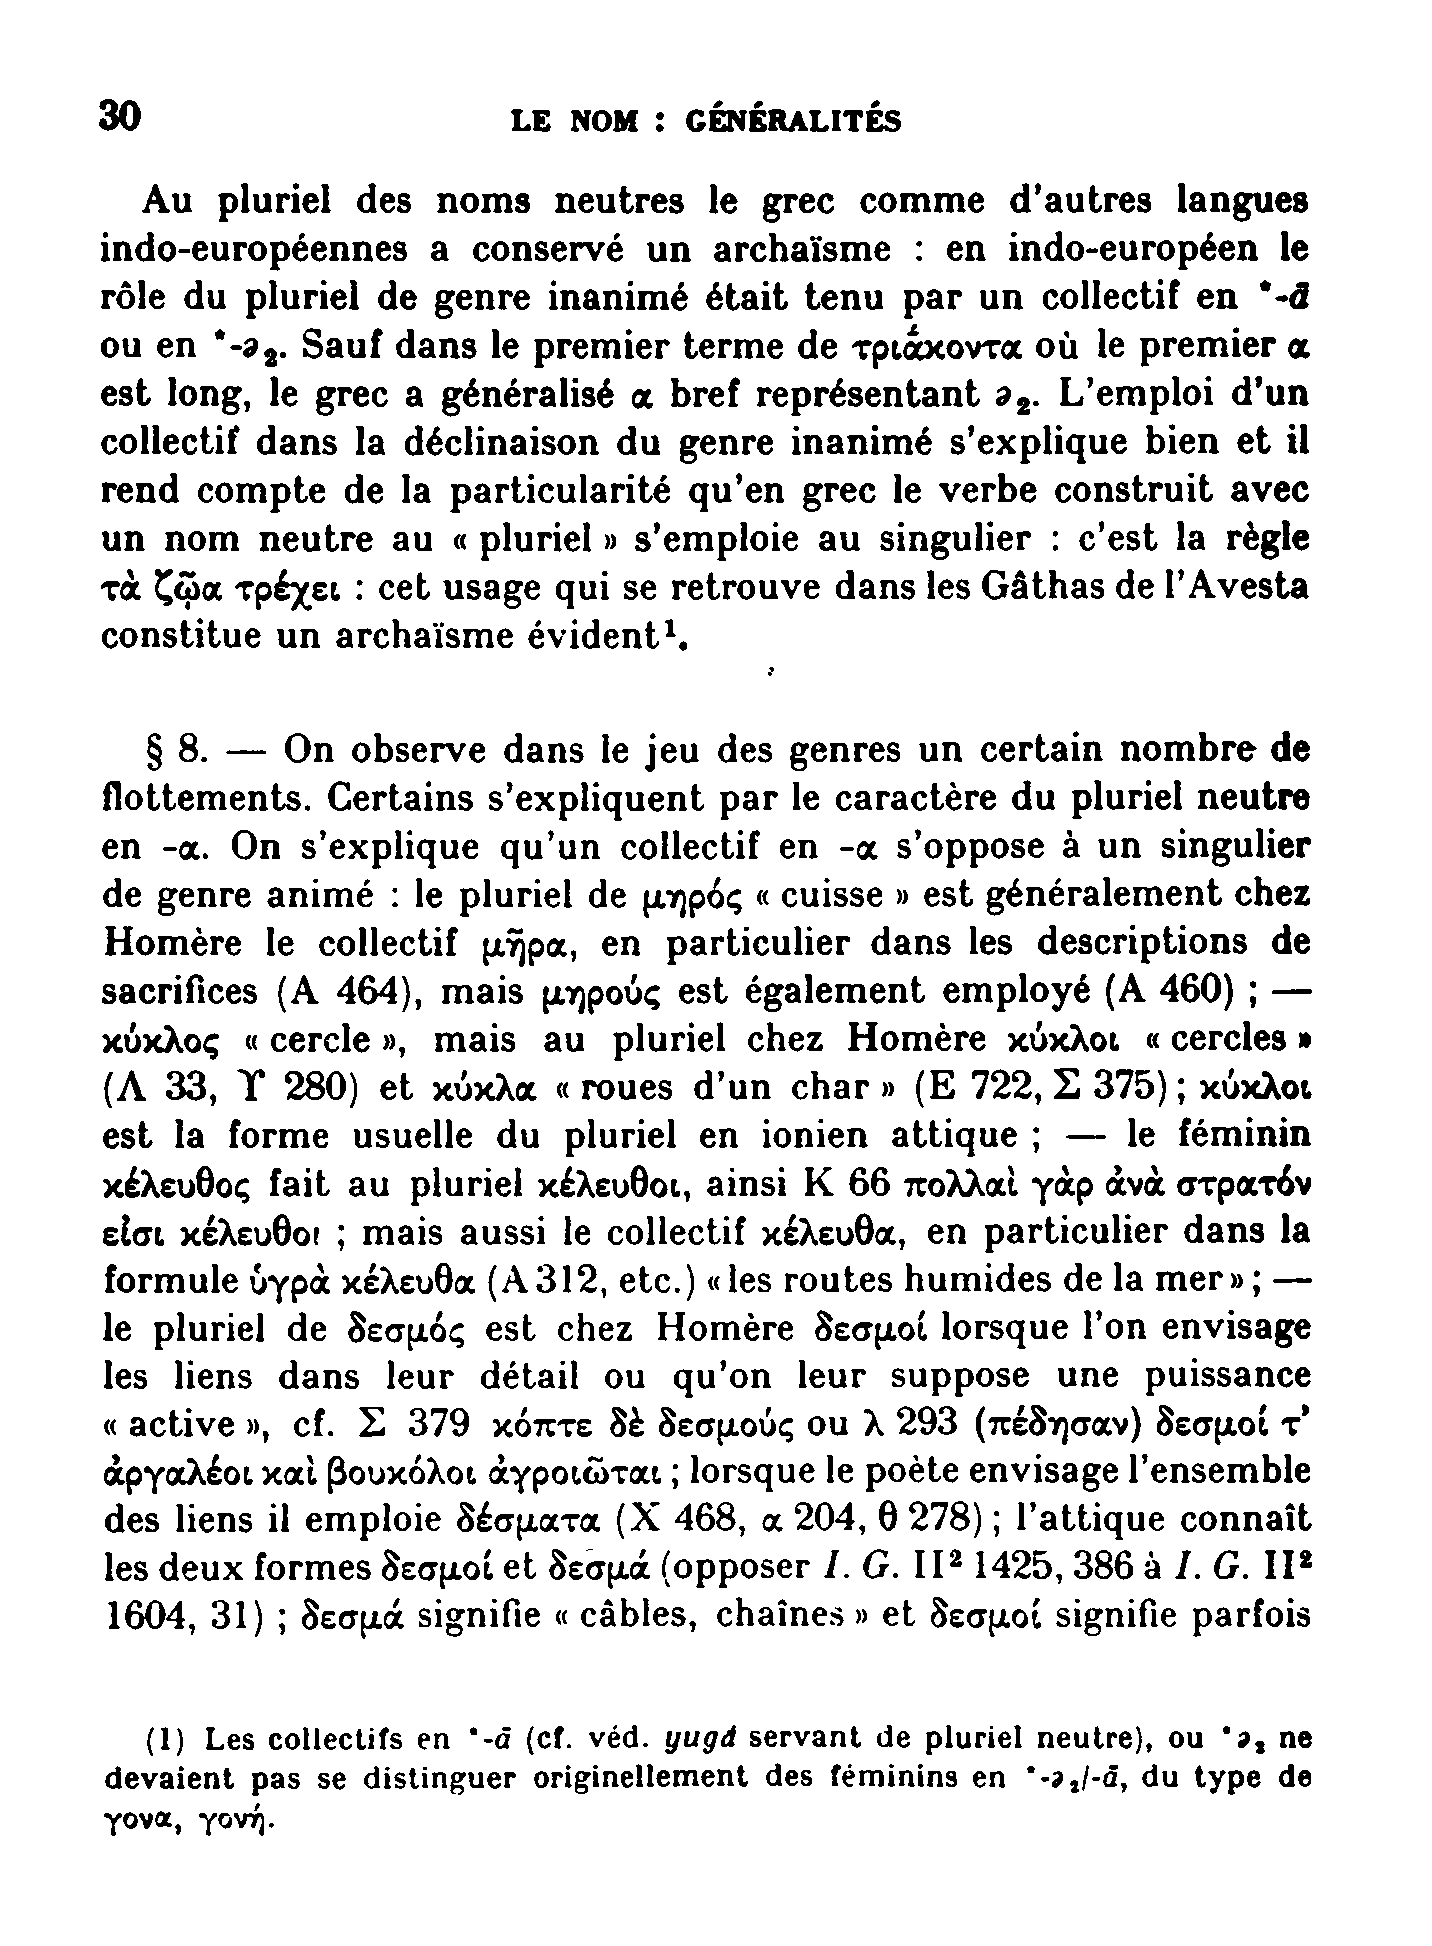 30 LE NOM : GÉNÉRALITÉS
Au pluriel des noms neutres le grec comme d'autres langues
indo-européennes a conservé un archaïsme : en indo-européen le
rôle du pluriel de genre inanimé était tenu par un collectif en *-ā
ou en *-ə₂. Sauf dans le premier terme de τριά̄κοντα où le premier α
est long, le grec a généralisé α bref représentant ə₂. L'emploi d'un
collectif dans la déclinaison du genre inanimé s'explique bien et il
rend compte de la particularité qu'en grec le verbe construit avec
un nom neutre au « pluriel » s'emploie au singulier : c'est la règle
τὰ ζῷα τρέχει : cet usage qui se retrouve dans les Gâthas de l'Avesta
constitue un archaïsme évident¹.
§ 8. — On observe dans le jeu des genres un certain nombre de
flottements. Certains s'expliquent par le caractère du pluriel neutre
en -α. On s'explique qu'un collectif en -α s'oppose à un singulier
de genre animé : le pluriel de μηρός « cuisse » est généralement chez
Homère le collectif μῆρα, en particulier dans les descriptions de
sacrifices (A 464), mais μηρούς est également employé (A 460) ; —
κύκλος « cercle », mais au pluriel chez Homère κύκλοι « cercles »
(Λ 33, Υ 280) et κύκλα « roues d'un char » (E 722, Σ 375) ; κύκλοι
est la forme usuelle du pluriel en ionien attique ; — le féminin
κέλευθος fait au pluriel κέλευθοι, ainsi K 66 πολλαὶ γὰρ ἀνὰ στρατόν
εἰσι κέλευθοι ; mais aussi le collectif κέλευθα, en particulier dans la
formule ὑγρὰ κέλευθα (A 312, etc.) « les routes humides de la mer » ; —
le pluriel de δεσμός est chez Homère δεσμοί lorsque l'on envisage
les liens dans leur détail ou qu'on leur suppose une puissance
« active », cf. Σ 379 κόπτε δὲ δεσμούς ou λ 293 (πέδησαν) δεσμοί τ'
ἀργαλέοι καὶ βουκόλοι ἀγροιῶται ; lorsque le poète envisage l'ensemble
des liens il emploie δέσματα (X 468, α 204, θ 278) ; l'attique connaît
les deux formes δεσμοί et δεσμά (opposer I. G. II² 1425, 386 à I. G. II²
1604, 31) ; δεσμά signifie « câbles, chaînes » et δεσμοί signifie parfois
(1) Les collectifs en *-ā (cf. véd. yugá servant de pluriel neutre), ou *ə₂ ne
devaient pas se distinguer originellement des féminins en *-ə₂/-ā, du type de
γονα, γονή.